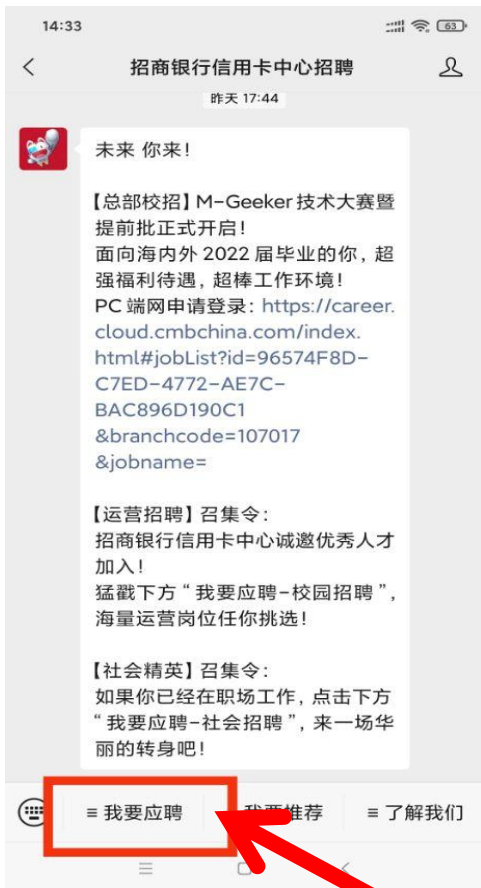 14:33
63
招商银行信用卡中心招聘
昨天 17:44
未来 你来！
【总部校招】M-Geeker 技术大赛暨
提前批正式开启！
面向海内外 2022 届毕业的你，超
强福利待遇，超棒工作环境！
PC 端网申请登录：https://career.
cloud.cmbchina.com/index.
html#jobList?id=96574F8D-
C7ED-4772-AE7C-
BAC896D190C1
&branchcode=107017
&jobname=
【运营招聘】召集令：
招商银行信用卡中心诚邀优秀人才
加入！
猛戳下方“我要应聘-校园招聘”，
海量运营岗位任你挑选！
【社会精英】召集令：
如果你已经在职场工作，点击下方
“我要应聘-社会招聘”，来一场华
丽的转身吧！
我要应聘 我要推荐 了解我们